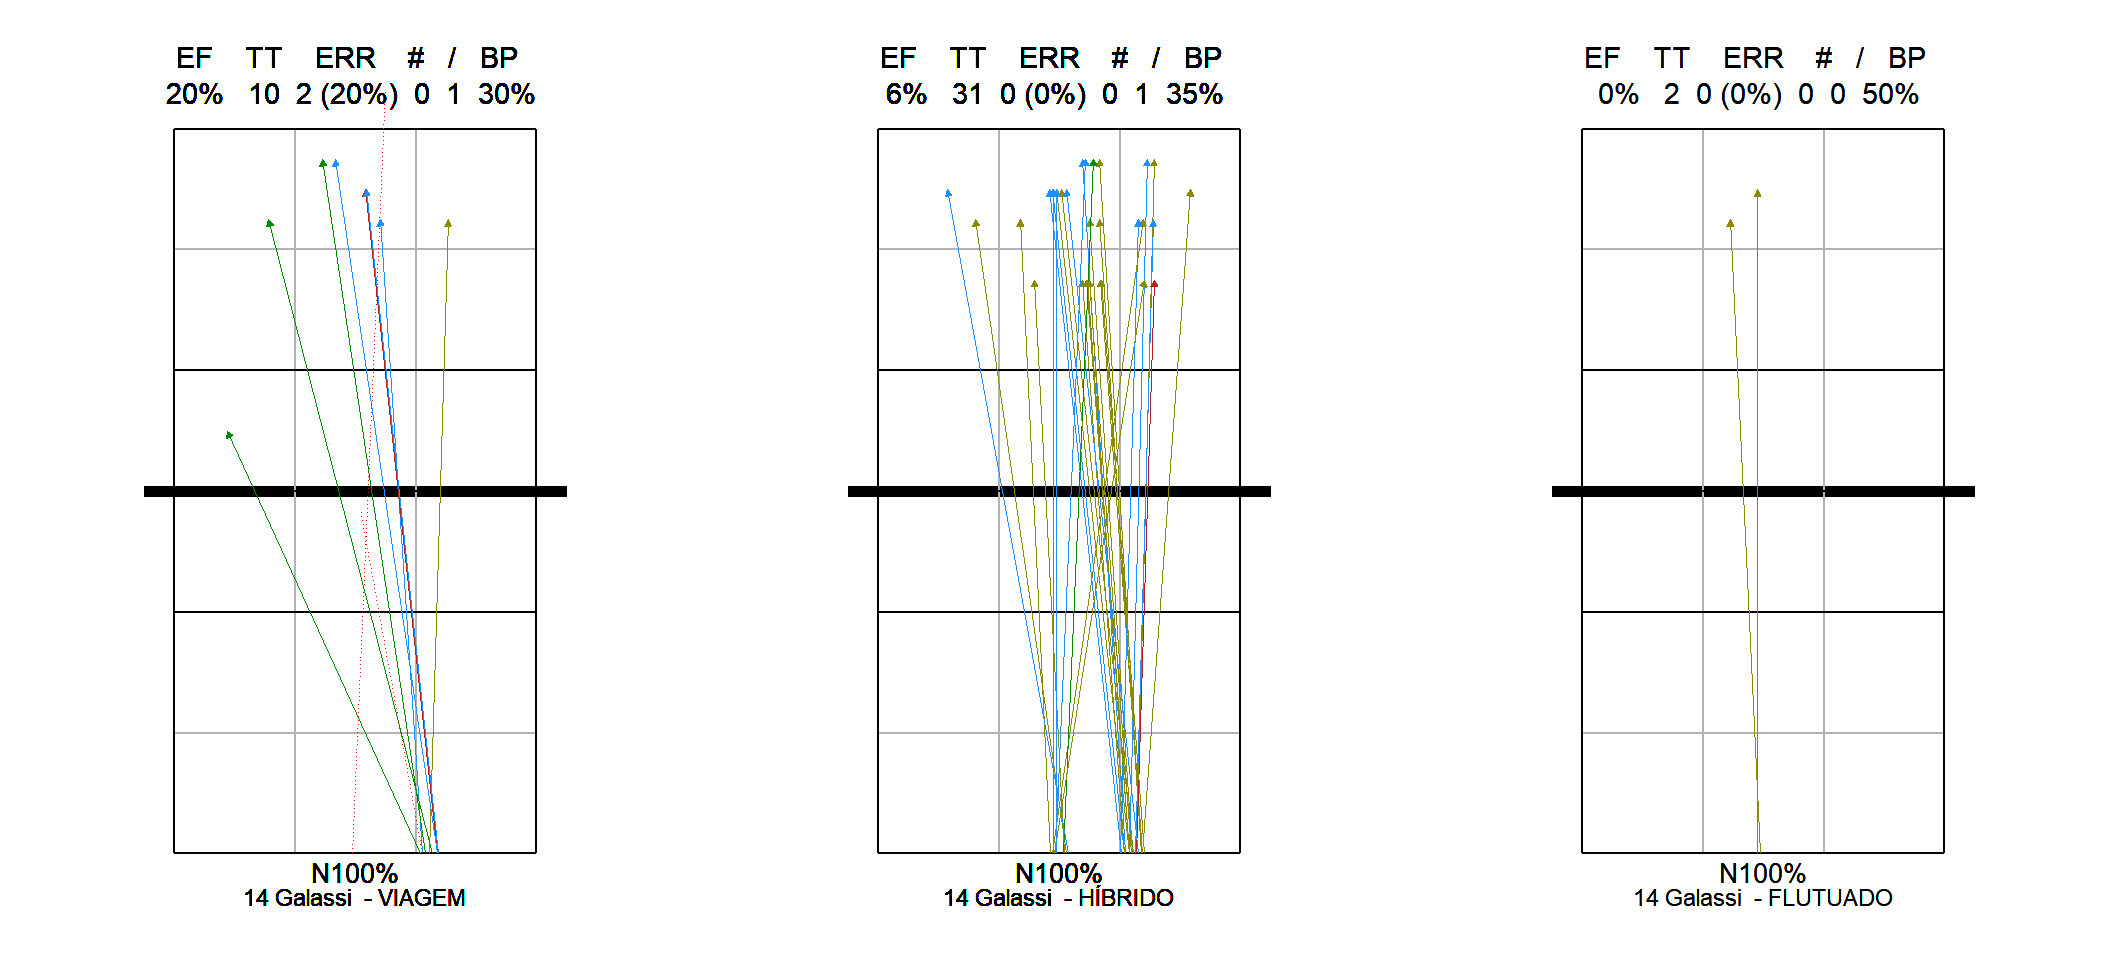 EF TT ERR # / BP
20% 10 2 (20%) 0 1 30%
N100%
14 Galassi - VIAGEM
EF TT ERR # / BP
6% 31 0 (0%) 0 1 35%
N100%
14 Galassi - HÍBRIDO
EF TT ERR # / BP
0% 2 0 (0%) 0 0 50%
N100%
14 Galassi - FLUTUADO